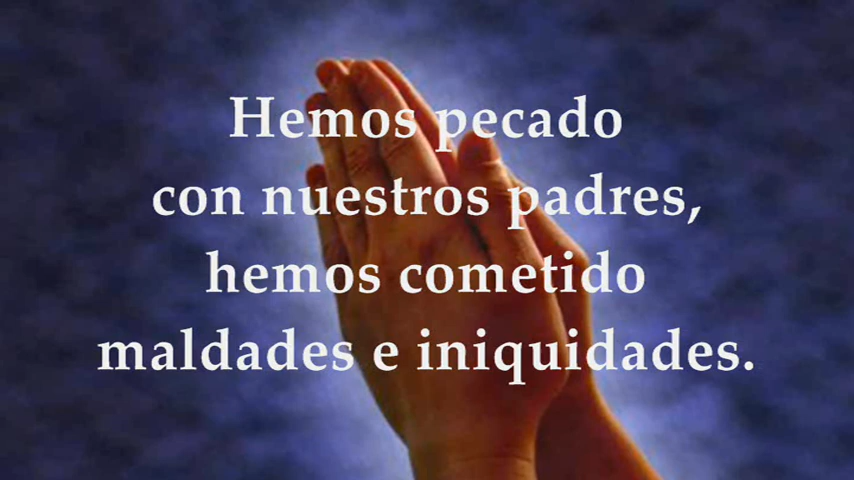 Hemos pecado
con nuestros padres,
hemos cometido
maldades e iniquidades.